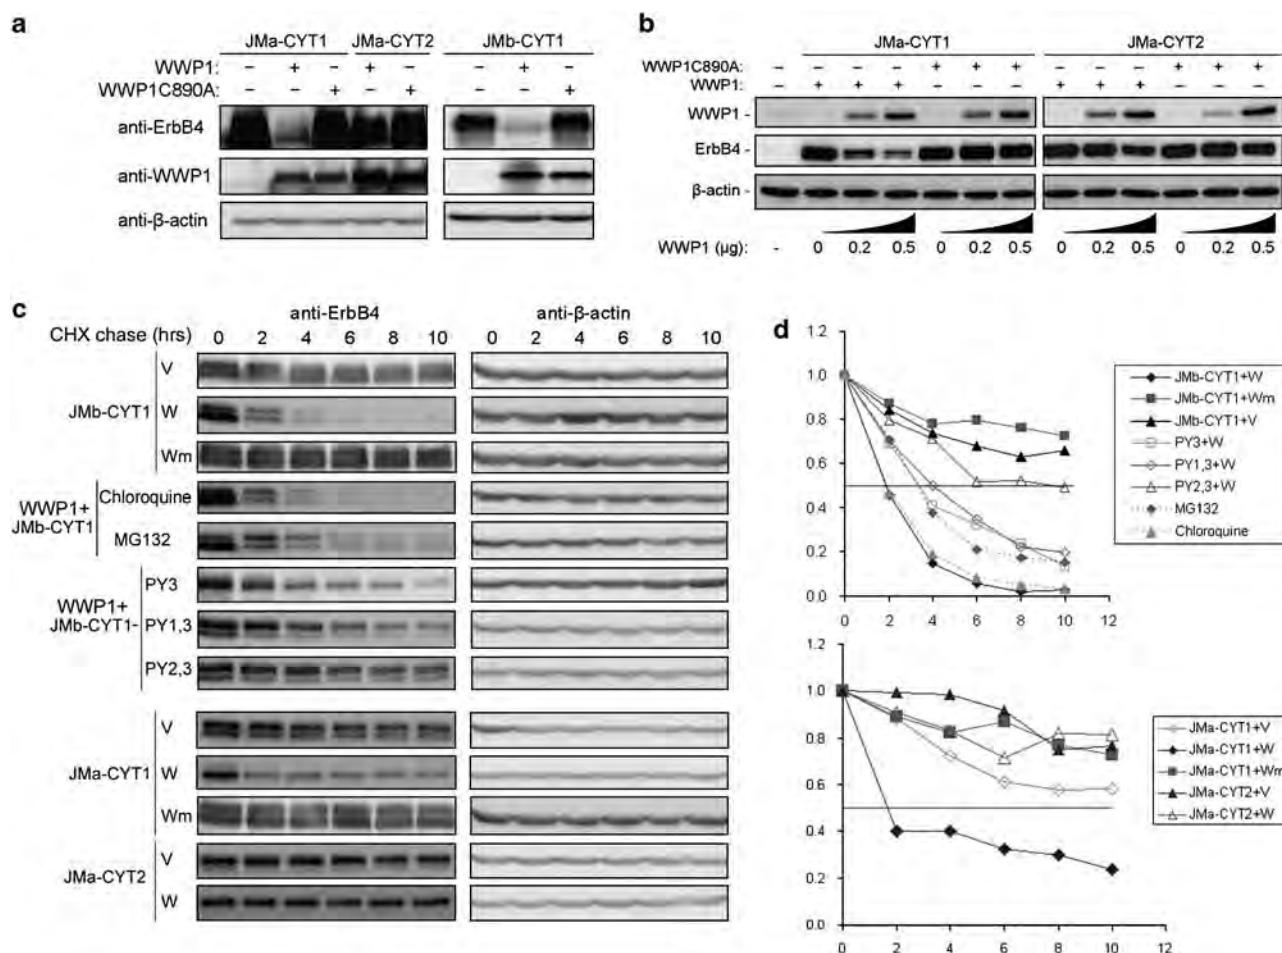 a
JMa-CYT1 JMa-CYT2 JMb-CYT1
WWP1: – + – + – – + –
WWP1C890A: – – + – + – – +
anti-ErbB4
anti-WWP1
anti-β-actin
b
JMa-CYT1 JMa-CYT2
WWP1C890A: – – – – + + + – – – + + +
WWP1: – + + + – – – + + + – – –
WWP1 -
ErbB4 -
β-actin -
WWP1 (μg): - 0 0.2 0.5 0 0.2 0.5 0 0.2 0.5 0 0.2 0.5
c
anti-ErbB4 anti-β-actin
CHX chase (hrs) 0 2 4 6 8 10 0 2 4 6 8 10
JMb-CYT1
V
W
Wm
WWP1+
JMb-CYT1
Chloroquine
MG132
WWP1+
JMb-CYT1-
PY3
PY1,3
PY2,3
JMa-CYT1
V
W
Wm
JMa-CYT2
V
W
d
1.2
1.0
0.8
0.6
0.4
0.2
0.0
0 2 4 6 8 10 12
JMb-CYT1+W
JMb-CYT1+Wm
JMb-CYT1+V
PY3+W
PY1,3+W
PY2,3+W
MG132
Chloroquine
1.2
1.0
0.8
0.6
0.4
0.2
0.0
0 2 4 6 8 10 12
JMa-CYT1+V
JMa-CYT1+W
JMa-CYT1+Wm
JMa-CYT2+V
JMa-CYT2+W